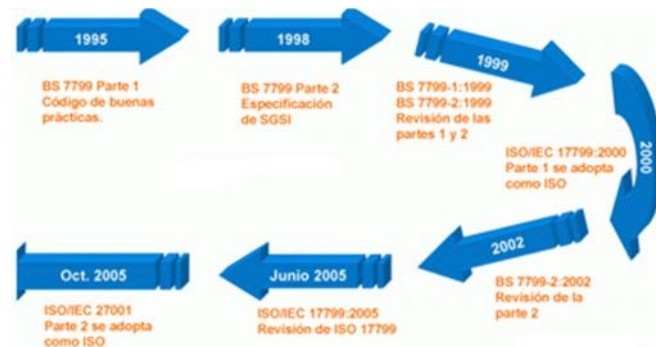 1995
BS 7799 Parte 1
Código de buenas
prácticas.
1998
BS 7799 Parte 2
Especificación
de SGSI
1999
BS 7799-1:1999
BS 7799-2:1999
Revisión de las
partes 1 y 2
2000
ISO/IEC 17799:2000
Parte 1 se adopta
como ISO
2002
BS 7799-2:2002
Revisión de la
parte 2
Junio 2005
ISO/IEC 17799:2005
Revisión de ISO 17799
Oct. 2005
ISO/IEC 27001
Parte 2 se adopta
como ISO